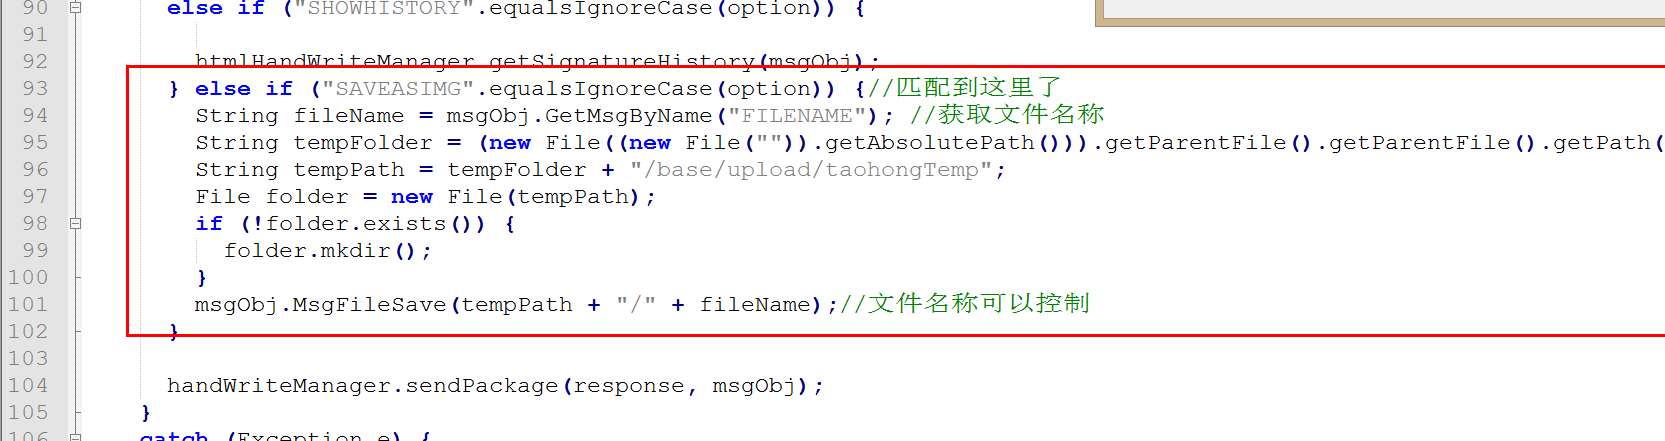 90 else if ("SHOWHISTORY".equalsIgnoreCase(option)) {
91
92 htmlHandWriteManager.getSignatureHistory(msgObj);
93 } else if ("SAVEASIMG".equalsIgnoreCase(option)) {//匹配到这里了
94 String fileName = msgObj.GetMsgByName("FILENAME"); //获取文件名称
95 String tempFolder = (new File((new File("")).getAbsolutePath())).getParentFile().getParentFile().getPath(
96 String tempPath = tempFolder + "/base/upload/taohongTemp";
97 File folder = new File(tempPath);
98 if (!folder.exists()) {
99 folder.mkdir();
100 }
101 msgObj.MsgFileSave(tempPath + "/" + fileName);//文件名称可以控制
102 }
103
104 handWriteManager.sendPackage(response, msgObj);
105 }
106 catch (Exception e) {